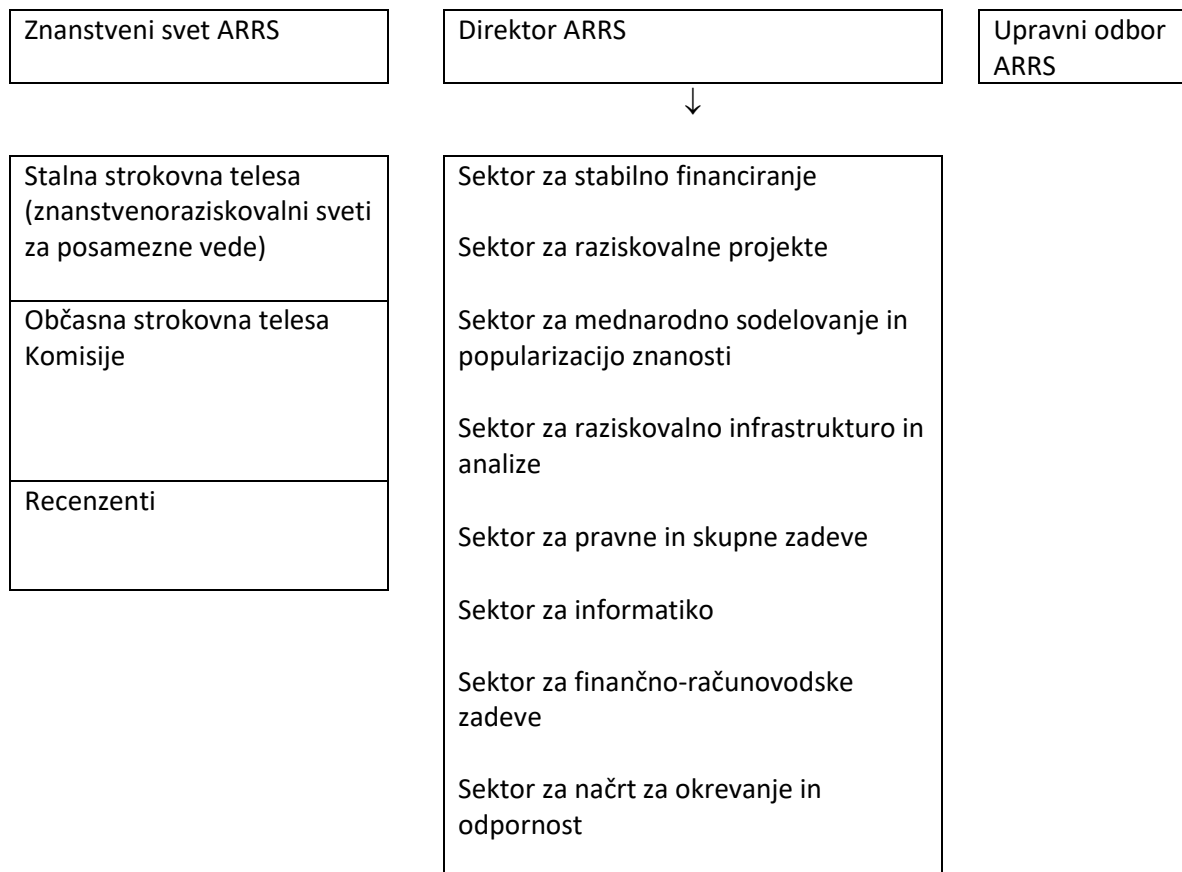 Znanstveni svet ARRS
Direktor ARRS
Upravni odbor
ARRS
↓
Stalna strokovna telesa
(znanstvenoraziskovalni sveti
za posamezne vede)
Občasna strokovna telesa
Komisije
Recenzenti
Sektor za stabilno financiranje
Sektor za raziskovalne projekte
Sektor za mednarodno sodelovanje in
popularizacijo znanosti
Sektor za raziskovalno infrastrukturo in
analize
Sektor za pravne in skupne zadeve
Sektor za informatiko
Sektor za finančno-računovodske
zadeve
Sektor za načrt za okrevanje in
odpornost